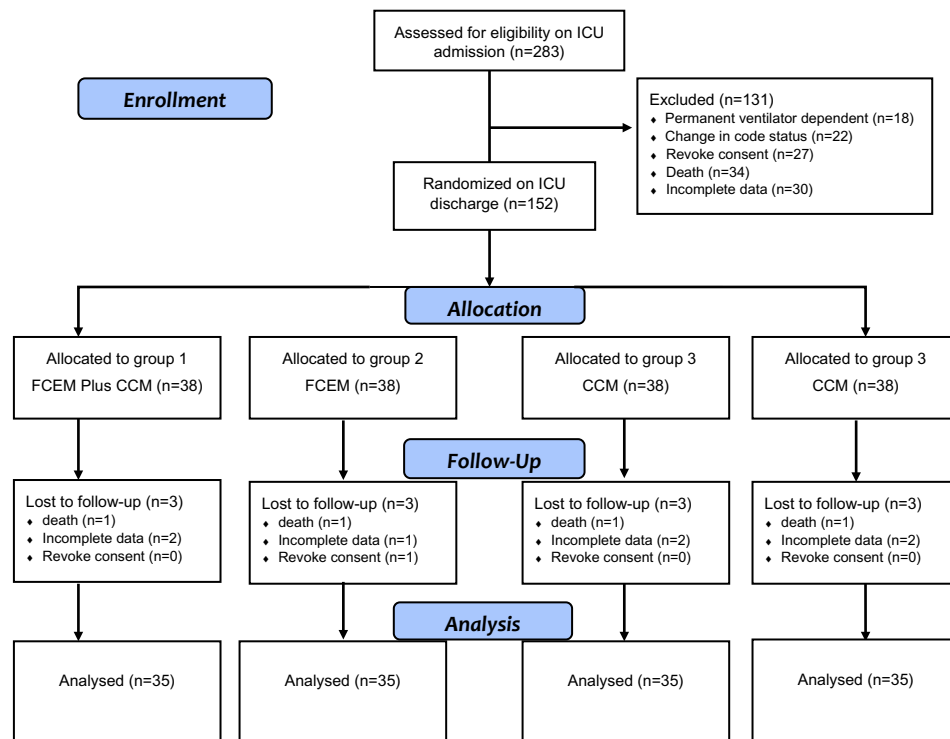 Assessed for eligibility on ICU
admission (n=283)
Enrollment
Excluded (n=131)
♦ Permanent ventilator dependent (n=18)
♦ Change in code status (n=22)
♦ Revoke consent (n=27)
♦ Death (n=34)
♦ Incomplete data (n=30)
Randomized on ICU
discharge (n=152)
Allocation
Allocated to group 1
FCEM Plus CCM (n=38)
Allocated to group 2
FCEM (n=38)
Allocated to group 3
CCM (n=38)
Allocated to group 3
CCM (n=38)
Follow-Up
Lost to follow-up (n=3)
♦ death (n=1)
♦ Incomplete data (n=2)
♦ Revoke consent (n=0)
Lost to follow-up (n=3)
♦ death (n=1)
♦ Incomplete data (n=1)
♦ Revoke consent (n=1)
Lost to follow-up (n=3)
♦ death (n=1)
♦ Incomplete data (n=2)
♦ Revoke consent (n=0)
Lost to follow-up (n=3)
♦ death (n=1)
♦ Incomplete data (n=2)
♦ Revoke consent (n=0)
Analysis
Analysed (n=35)
Analysed (n=35)
Analysed (n=35)
Analysed (n=35)